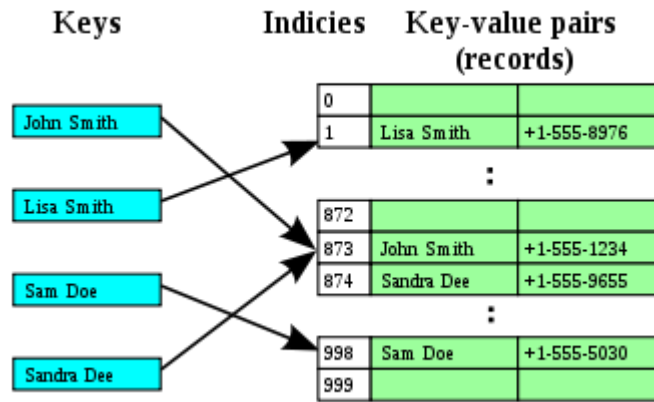 Keys
Indicies
Key-value pairs
(records)
John Smith
Lisa Smith
Sam Doe
Sandra Dee
0
1 Lisa Smith +1-555-8976
:
872
873 John Smith +1-555-1234
874 Sandra Dee +1-555-9655
:
998 Sam Doe +1-555-5030
999